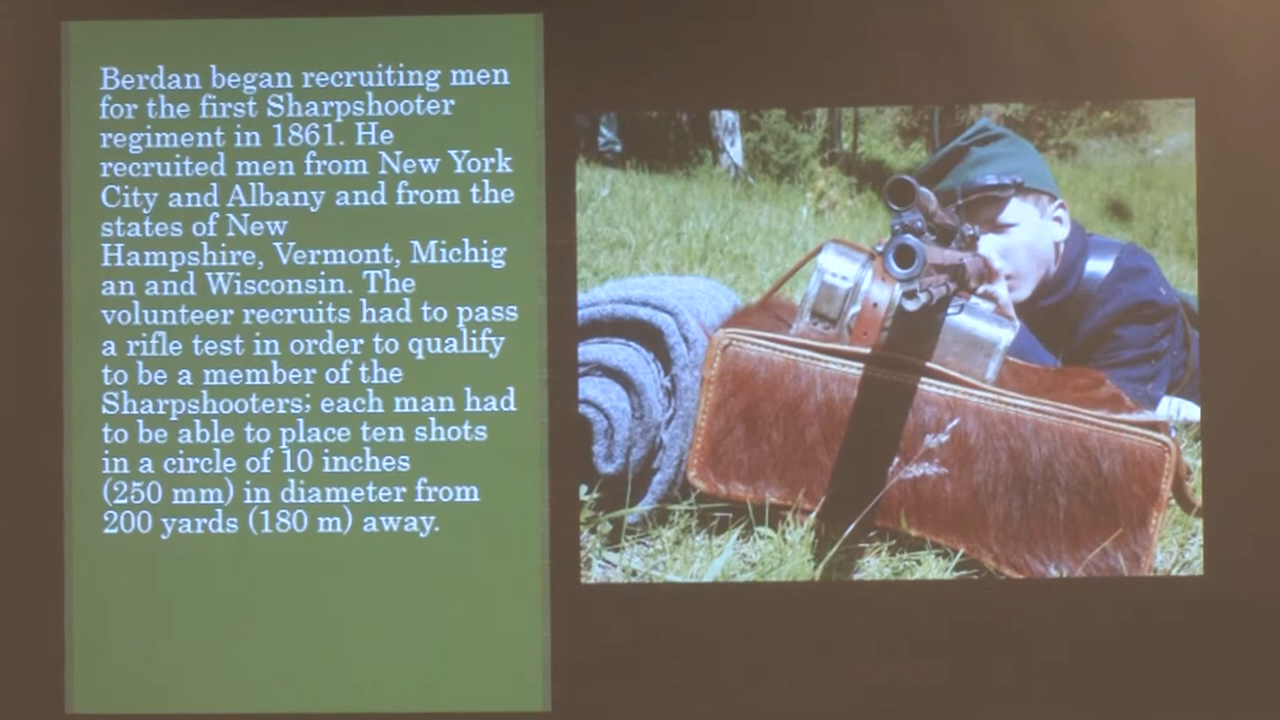 Berdan began recruiting men
for the first Sharpshooter
regiment in 1861. He
recruited men from New York
City and Albany and from the
states of New
Hampshire, Vermont, Michig
an and Wisconsin. The
volunteer recruits had to pass
a rifle test in order to qualify
to be a member of the
Sharpshooters; each man had
to be able to place ten shots
in a circle of 10 inches
(250 mm) in diameter from
200 yards (180 m) away.